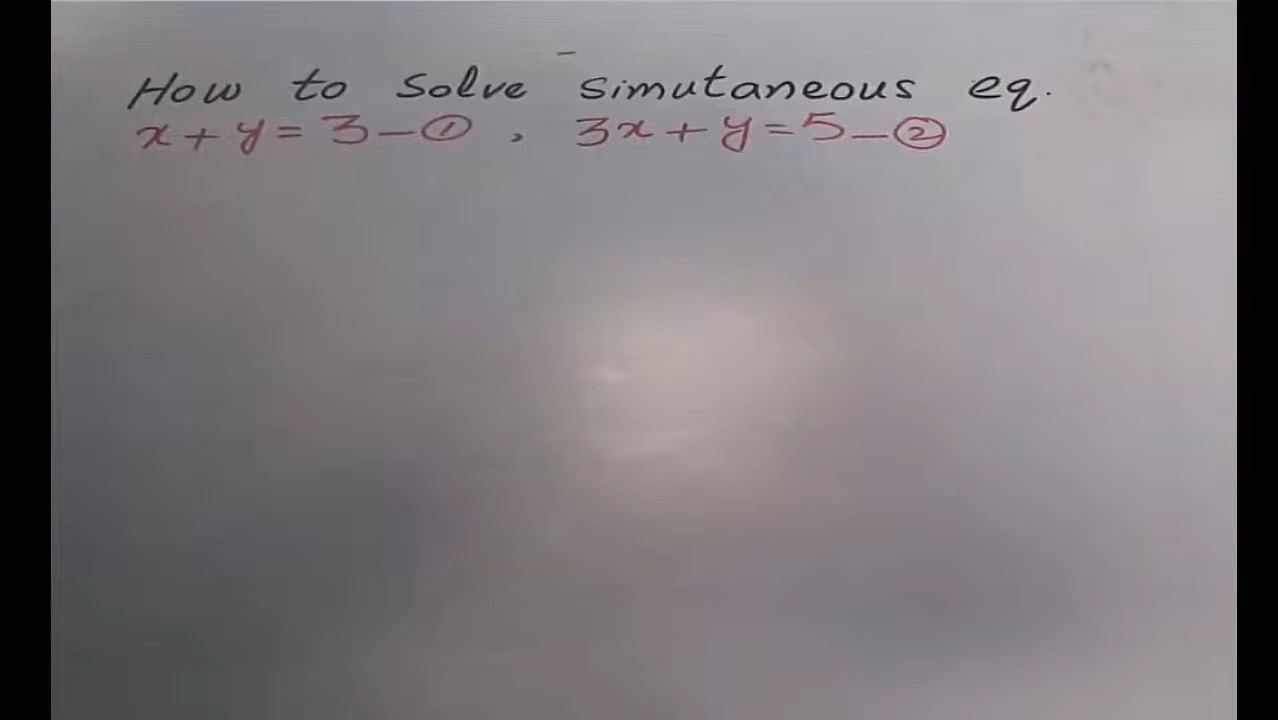 How to solve simutaneous eq.
x + y = 3 – ① , 3x + y = 5 – ②